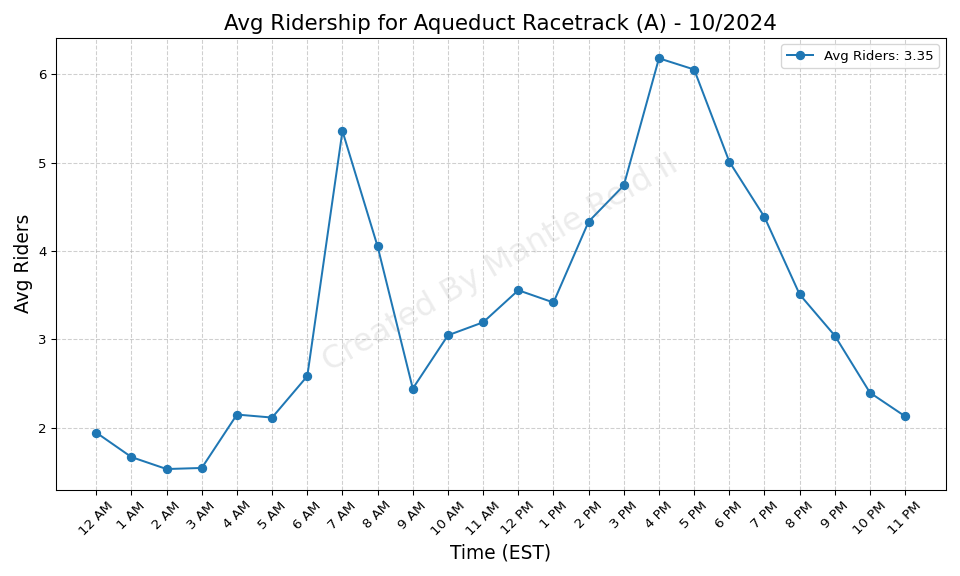 Avg Ridership for Aqueduct Racetrack (A) - 10/2024
Avg Riders: 3.35
6
5
4
3
2
Avg Riders
Created By Mantle Reid II
12 AM
1 AM
2 AM
3 AM
4 AM
5 AM
6 AM
7 AM
8 AM
9 AM
10 AM
11 AM
12 PM
1 PM
2 PM
3 PM
4 PM
5 PM
6 PM
7 PM
8 PM
9 PM
10 PM
11 PM
Time (EST)